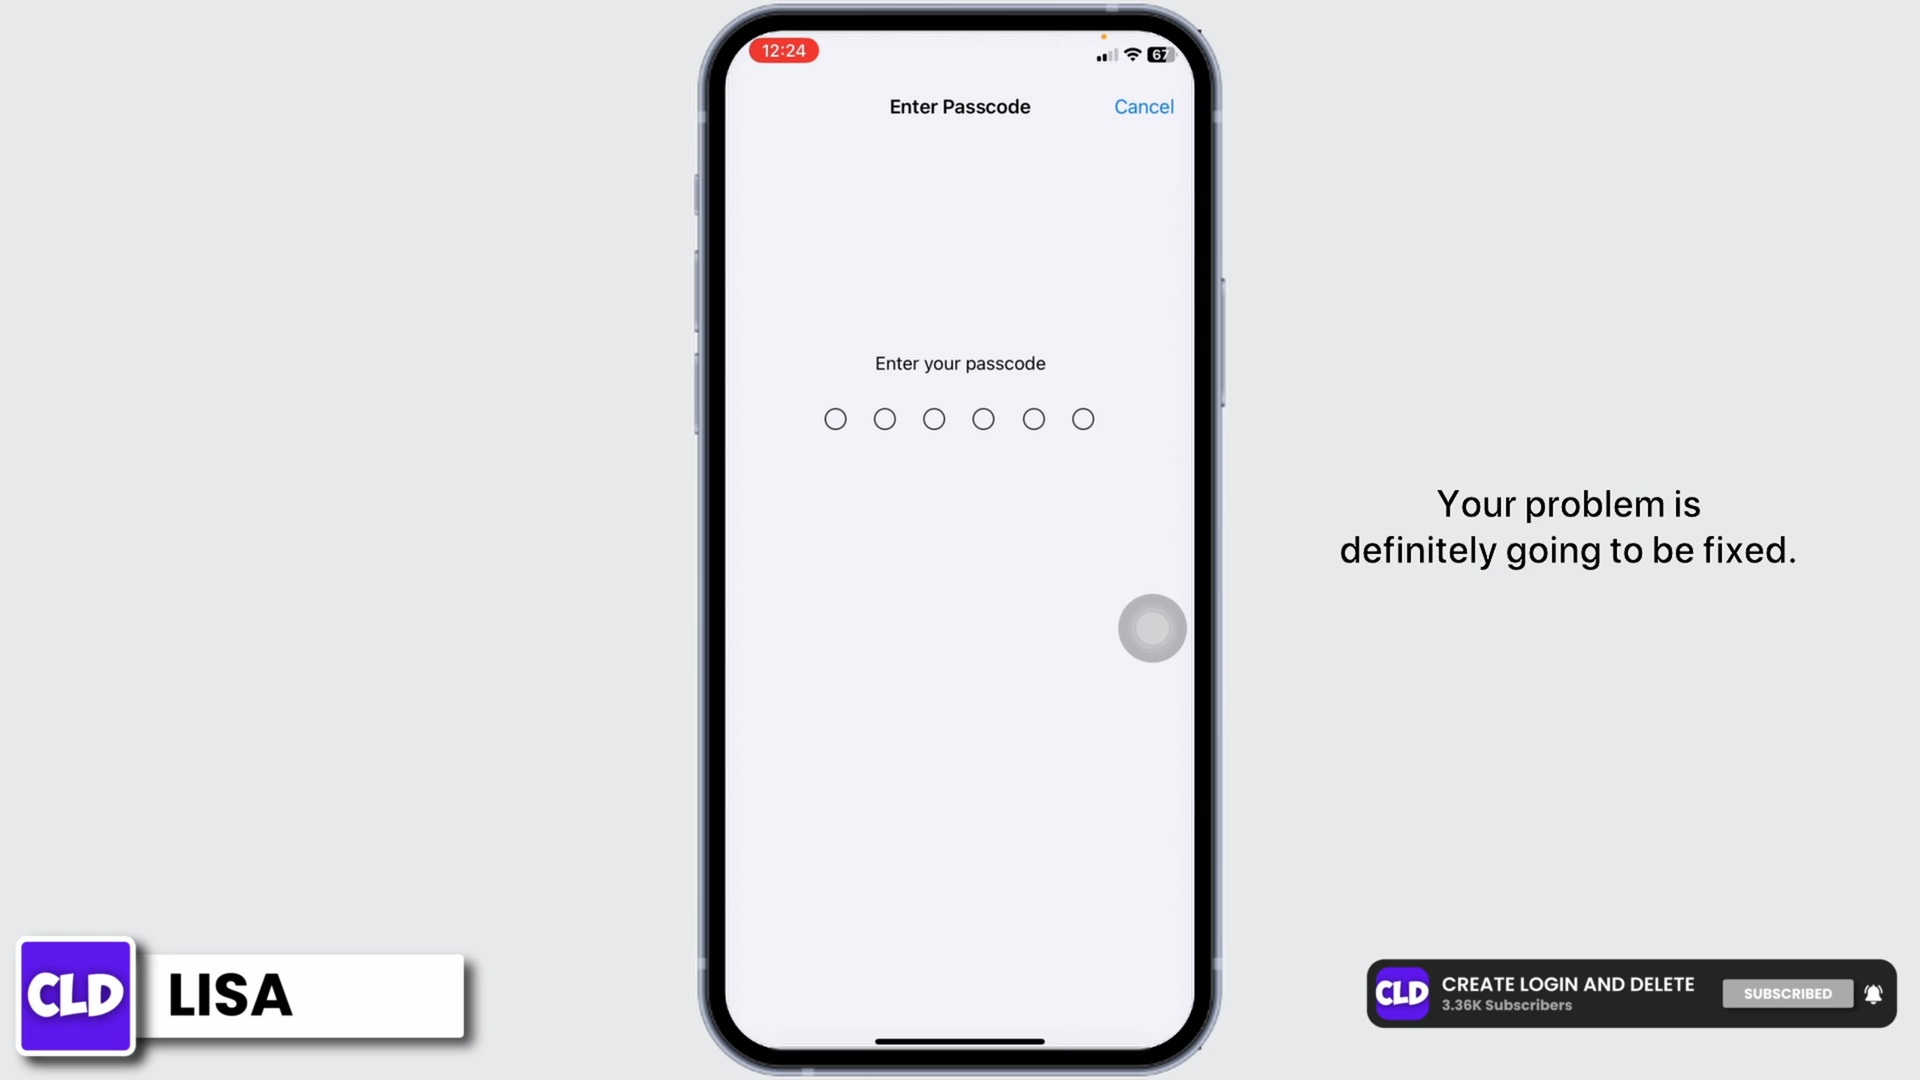 12:24
67
Enter Passcode
Cancel
Enter your passcode
Your problem is
definitely going to be fixed.
CLD
LISA
CLD
CREATE LOGIN AND DELETE
3.36K Subscribers
SUBSCRIBED